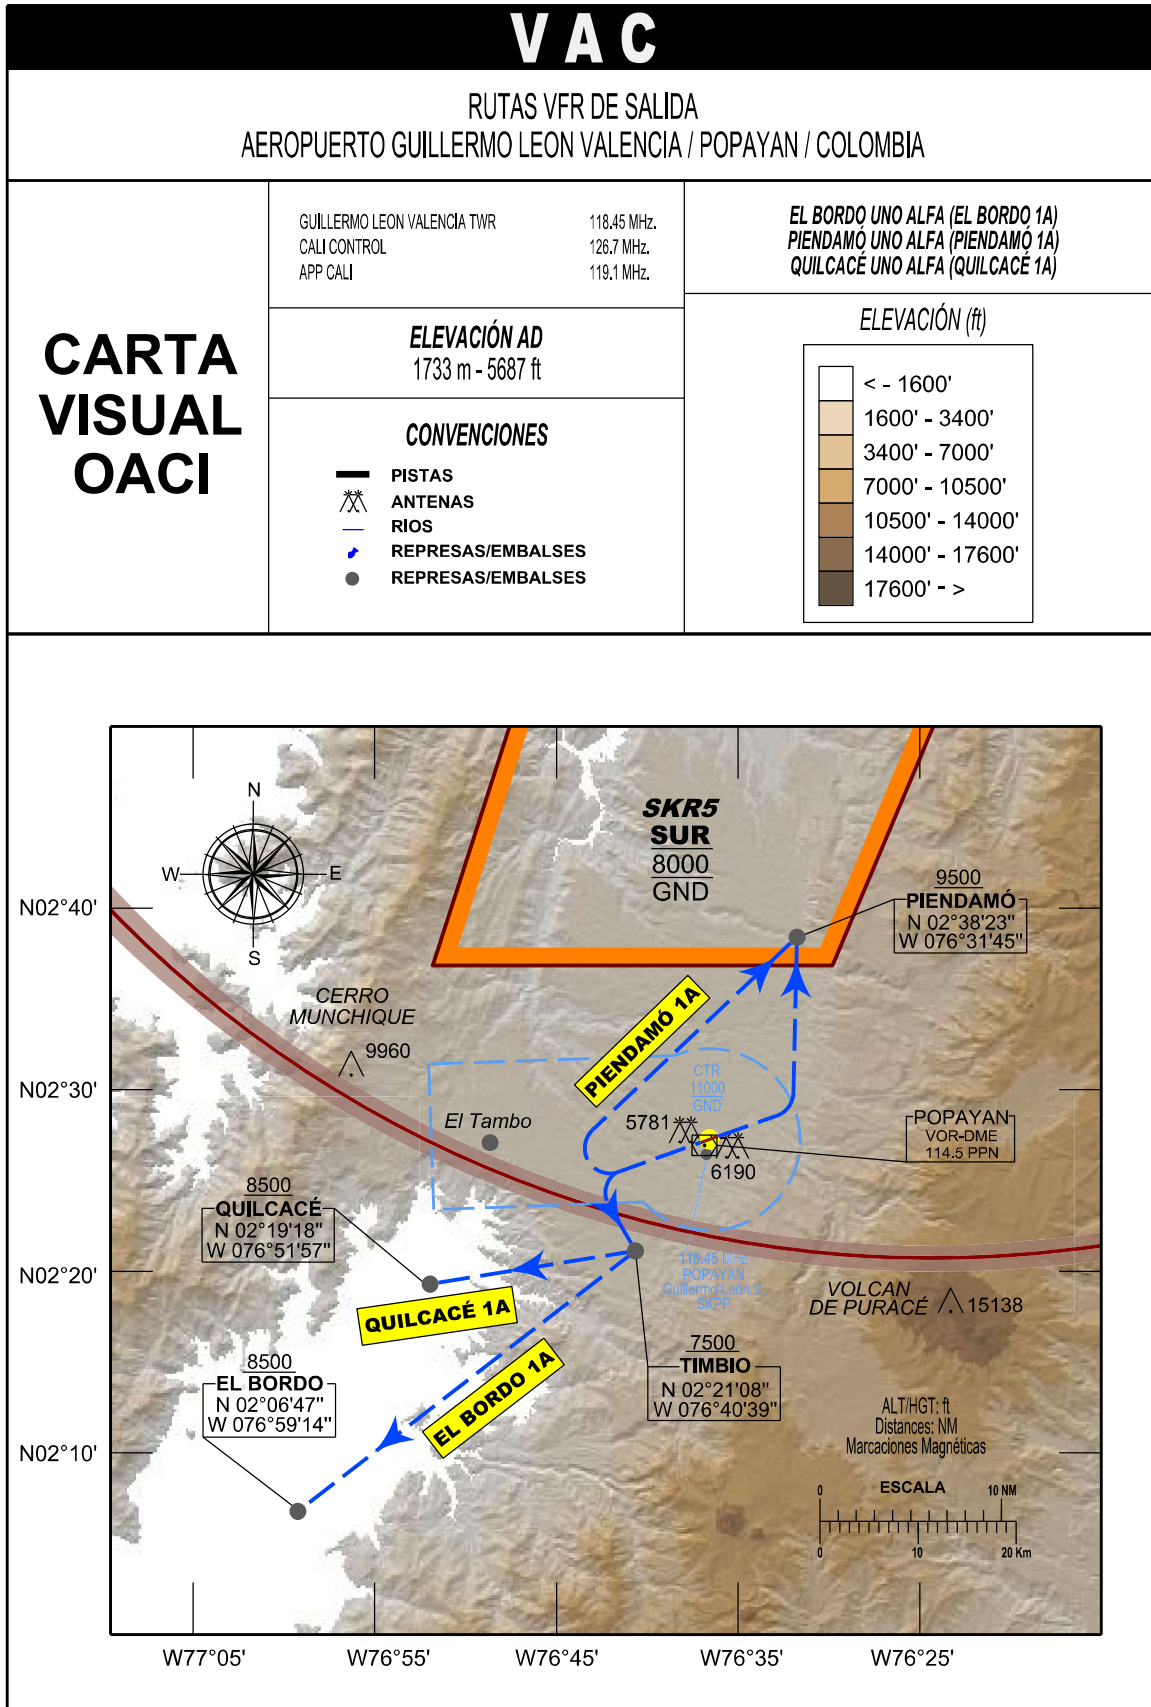 VAC
RUTAS VFR DE SALIDA
AEROPUERTO GUILLERMO LEON VALENCIA / POPAYAN / COLOMBIA
CARTA
VISUAL
OACI
GUILLERMO LEON VALENCIA TWR 118.45 MHz.
CALI CONTROL 126.7 MHz.
APP CALI 119.1 MHz.
ELEVACIÓN AD
1733 m - 5687 ft
CONVENCIONES
PISTAS
ANTENAS
RIOS
REPRESAS/EMBALSES
REPRESAS/EMBALSES
EL BORDO UNO ALFA (EL BORDO 1A)
PIENDAMÓ UNO ALFA (PIENDAMÓ 1A)
QUILCACÉ UNO ALFA (QUILCACÉ 1A)
ELEVACIÓN (ft)
< - 1600'
1600' - 3400'
3400' - 7000'
7000' - 10500'
10500' - 14000'
14000' - 17600'
17600' - >
N
W E
S
SKR5
SUR
8000
GND
9500
PIENDAMÓ
N 02°38'23"
W 076°31'45"
N02°40'
CERRO
MUNCHIQUE
9960
PIENDAMÓ 1A
N02°30'
CTR
11000
GND
El Tambo
5781
6190
POPAYAN
VOR-DME
114.5 PPN
8500
QUILCACÉ
N 02°19'18"
W 076°51'57"
N02°20'
118.45 MHz
POPAYAN
Guillermo León V.
SKPP
VOLCAN
DE PURACÉ
15138
QUILCACÉ 1A
7500
TIMBIO
N 02°21'08"
W 076°40'39"
8500
EL BORDO
N 02°06'47"
W 076°59'14"
EL BORDO 1A
N02°10'
ALT/HGT: ft
Distances: NM
Marcaciones Magnéticas
ESCALA
0 10 NM
0 10 20 Km
W77°05' W76°55' W76°45' W76°35' W76°25'